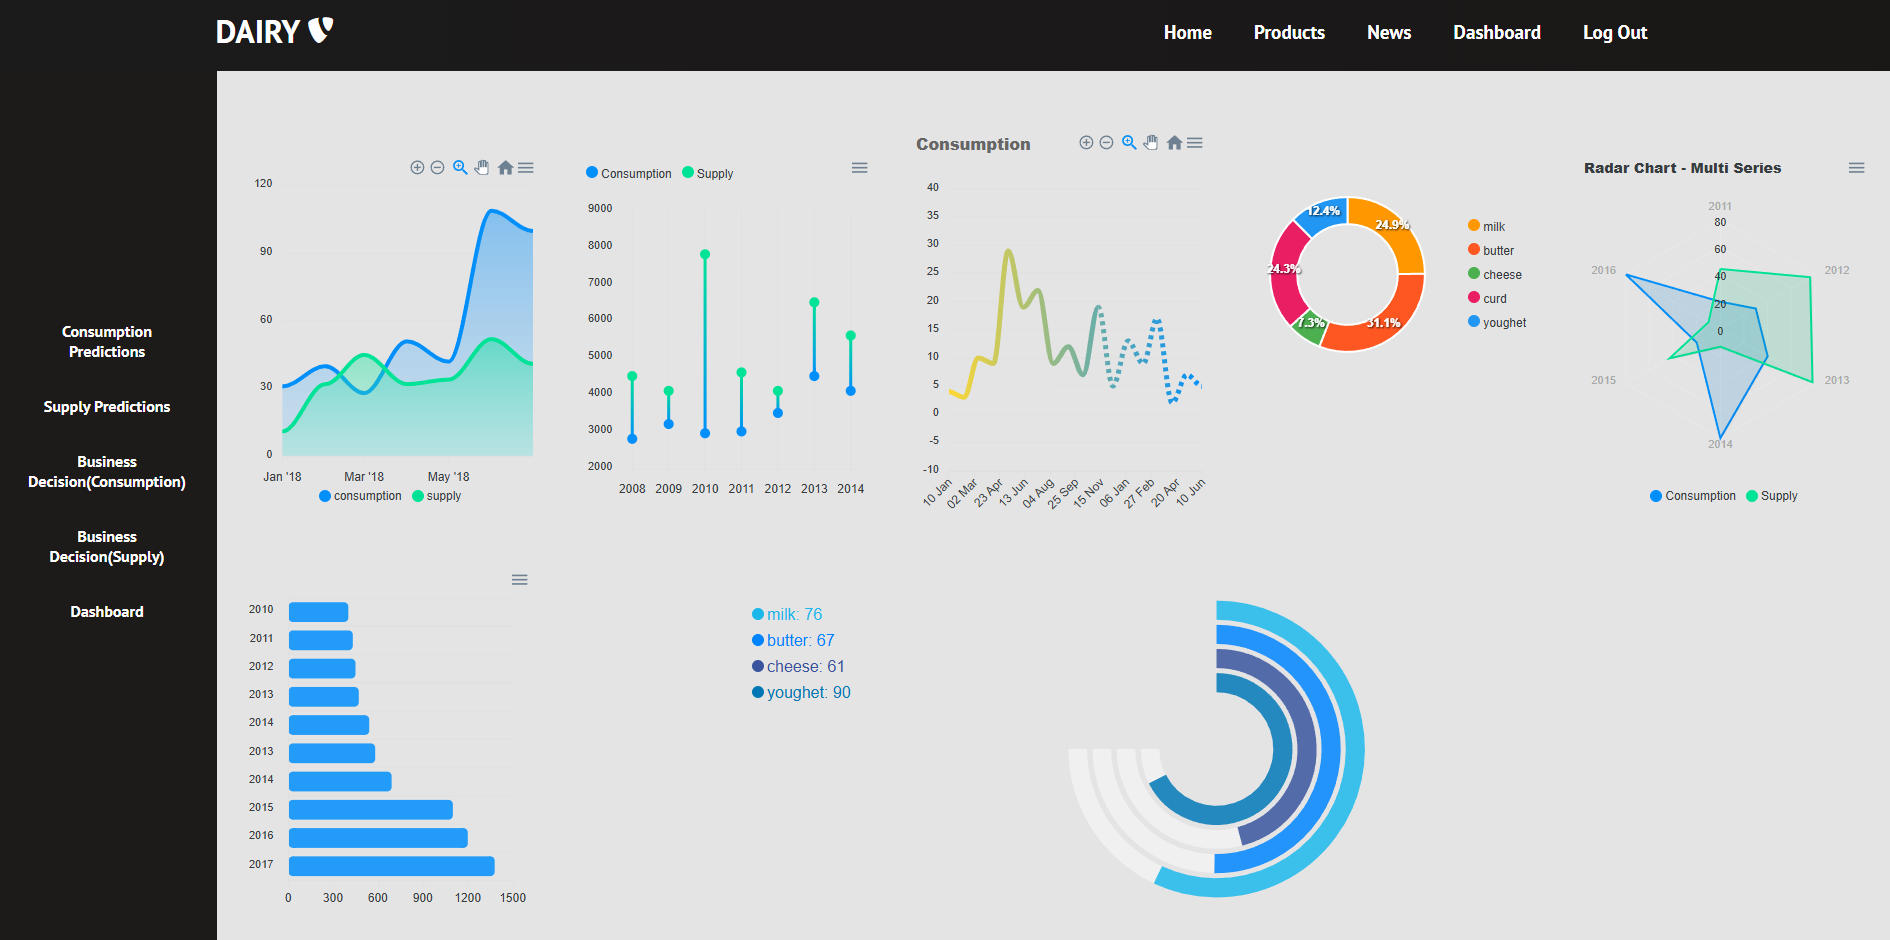 DAIRY
Home
Products
News
Dashboard
Log Out
Consumption
Predictions
Supply Predictions
Business
Decision(Consumption)
Business
Decision(Supply)
Dashboard
120
90
60
30
0
Jan '18
Mar '18
May '18
consumption
supply
Consumption
Supply
9000
8000
7000
6000
5000
4000
3000
2000
2008
2009
2010
2011
2012
2013
2014
Consumption
40
35
30
25
20
15
10
5
0
-5
-10
10 Jan
02 Mar
23 Apr
13 Jun
04 Aug
25 Sep
15 Nov
06 Jan
27 Feb
20 Apr
10 Jun
12.4%
24.9%
24.3%
7.3%
31.1%
milk
butter
cheese
curd
youghet
Radar Chart - Multi Series
2011
80
60
40
20
0
2016
2012
2015
2013
2014
Consumption
Supply
2010
2011
2012
2013
2014
2013
2014
2015
2016
2017
0
300
600
900
1200
1500
milk: 76
butter: 67
cheese: 61
youghet: 90